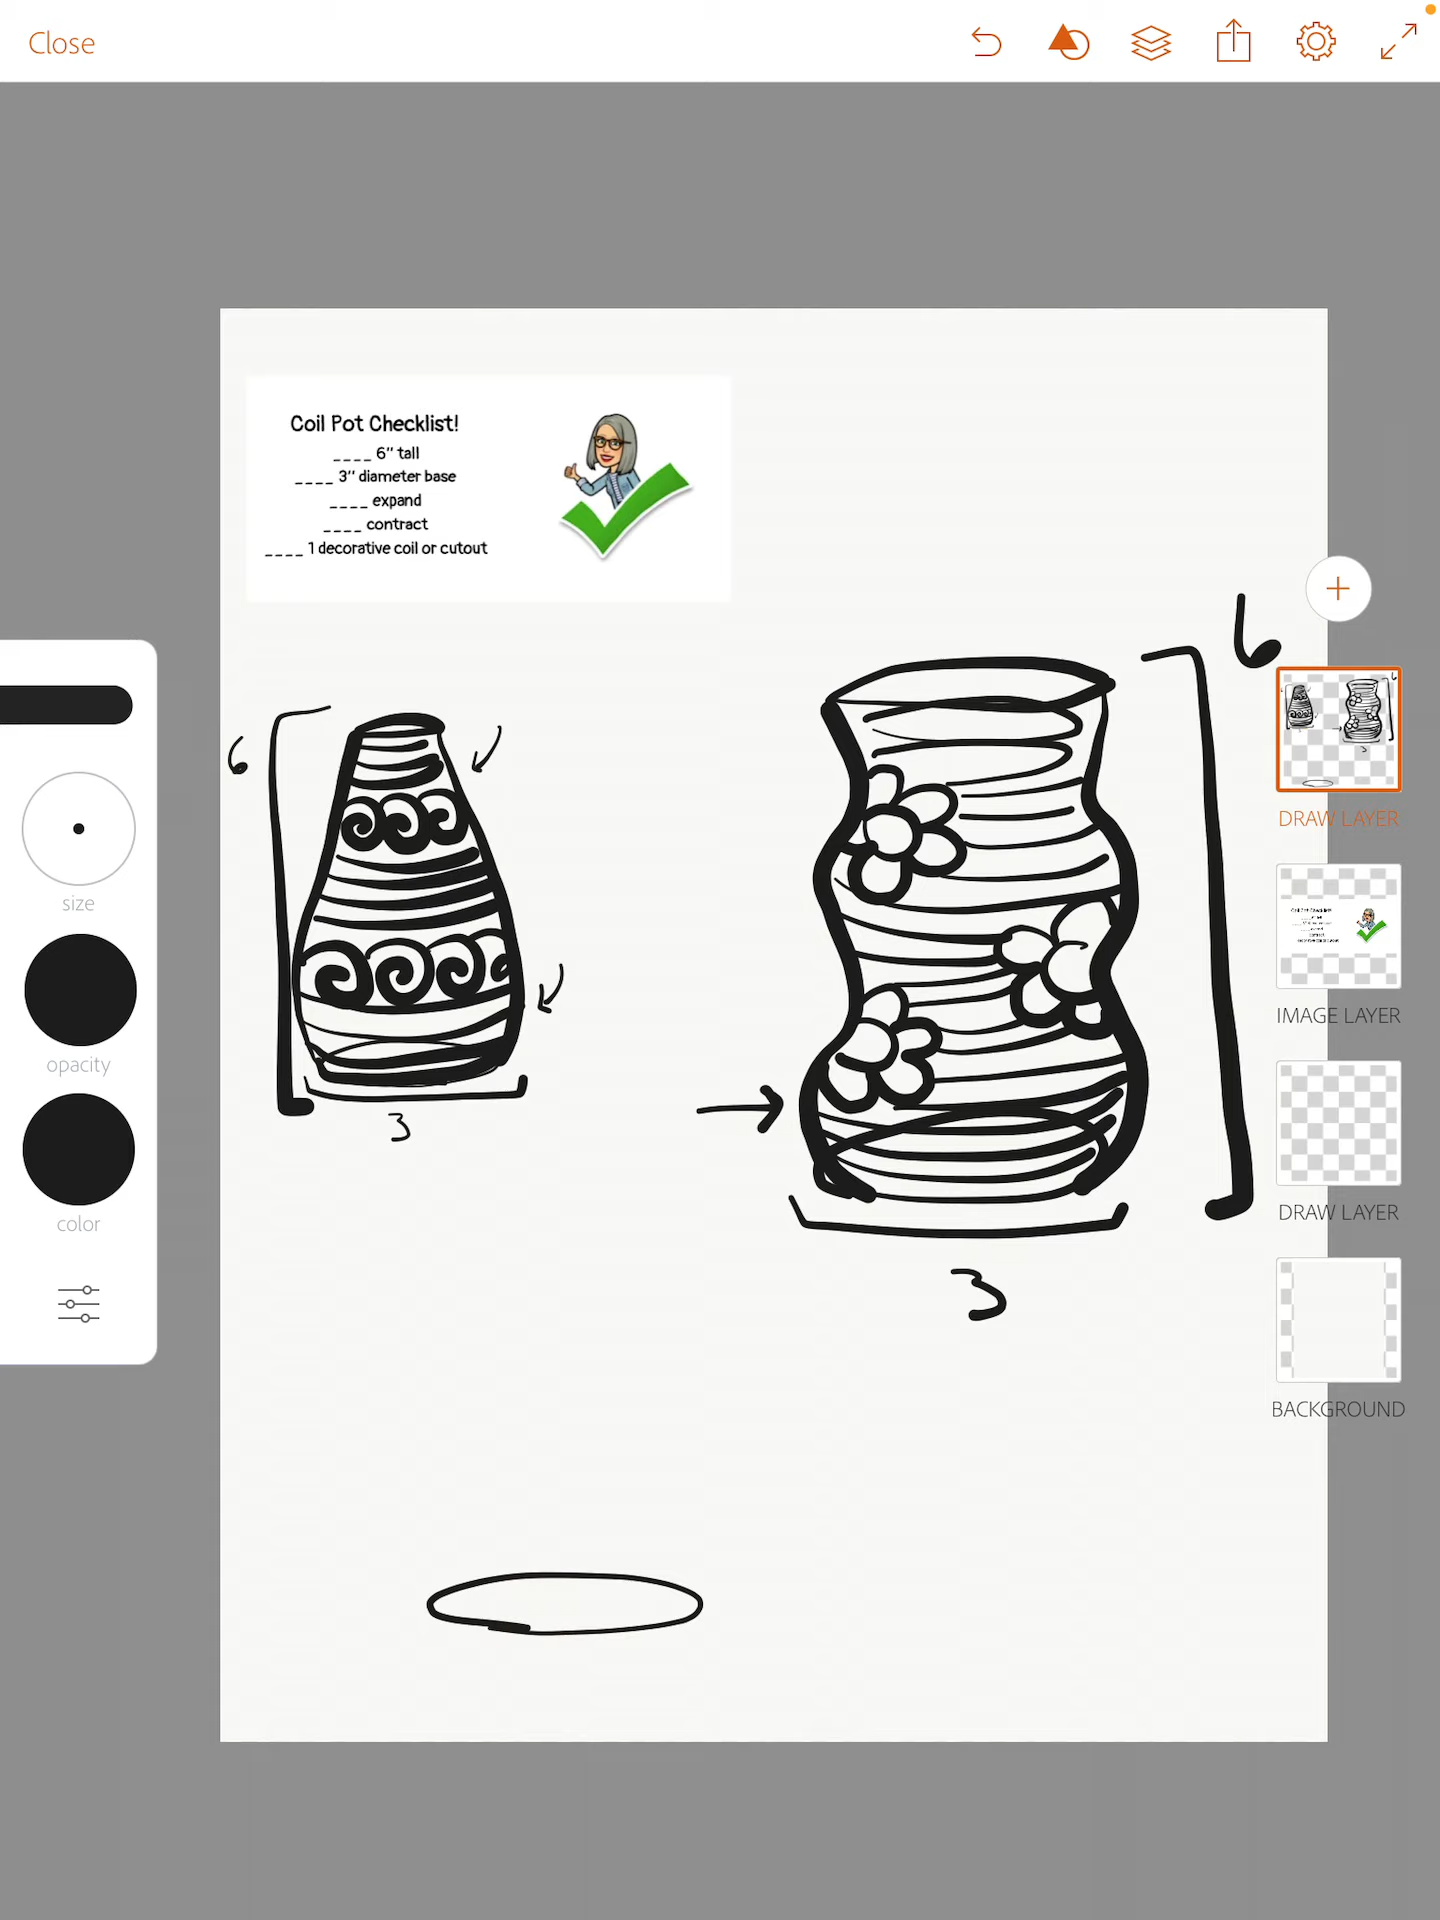 Close
Coil Pot Checklist!
____ 6" tall
____ 3" diameter base
____ expand
____ contract
____ 1 decorative coil or cutout
6
3
6
3
size
opacity
color
DRAW LAYER
IMAGE LAYER
DRAW LAYER
BACKGROUND